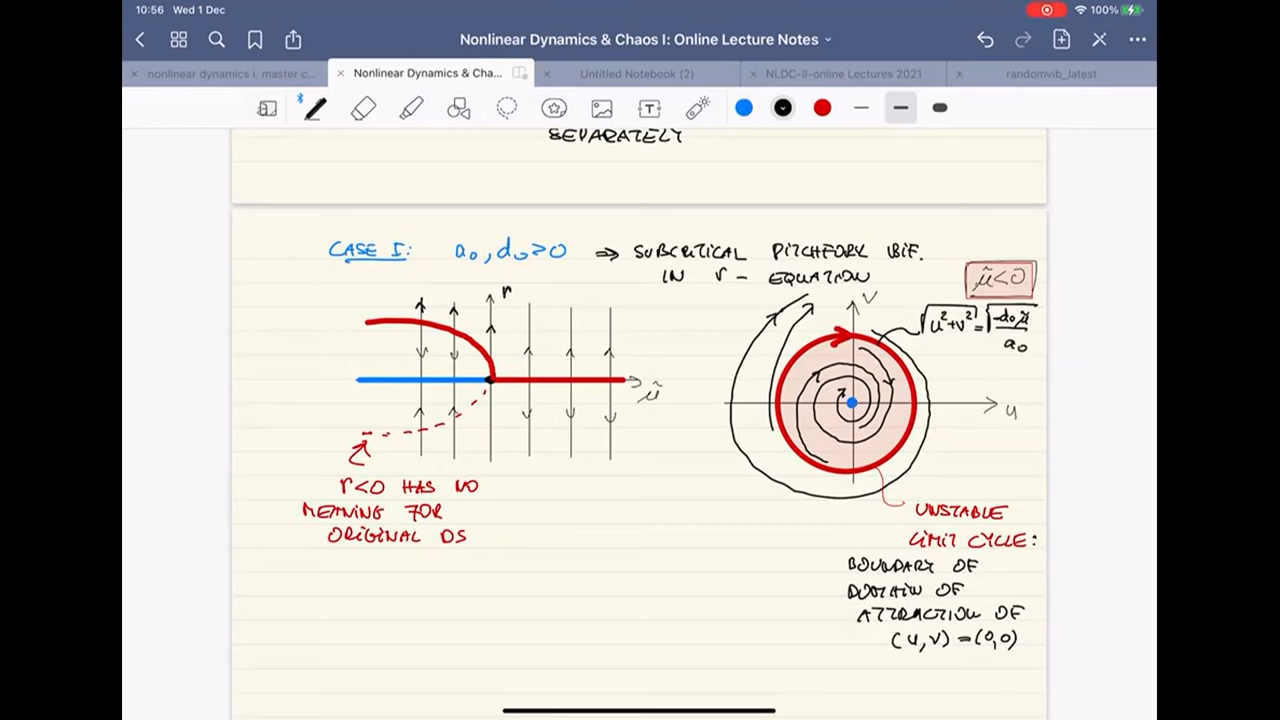 10:56 Wed 1 Dec
100%
Nonlinear Dynamics & Chaos I: Online Lecture Notes
nonlinear dynamics i. master c...
Nonlinear Dynamics & Cha...
Untitled Notebook (2)
NLDC-II-online Lectures 2021
randomvib_latest
SEPARATELY
CASE I: a₀, d₀ > 0 ⇒ SUBCRITICAL PITCHFORK BIF.
IN r - EQUATION
μ̃<0
r
μ̃
v
√(u²+v²) = √(-d₀μ̃/a₀)
u
r<0 HAS NO
MEANING FOR
ORIGINAL DS
UNSTABLE
LIMIT CYCLE:
BOUNDARY OF
DOMAIN OF
ATTRACTION OF
(u,v) = (0,0)